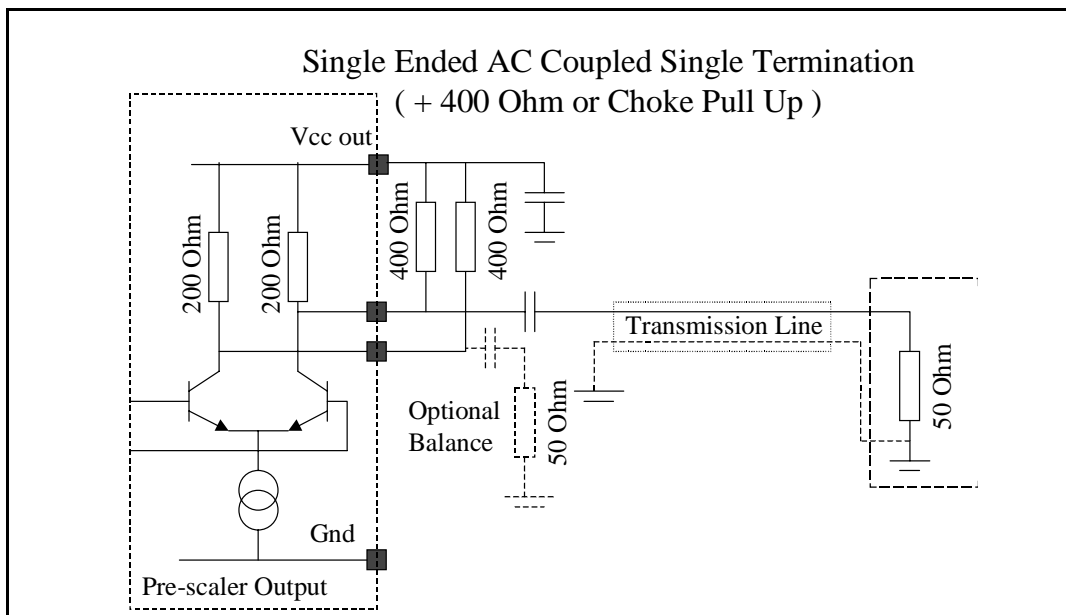 Single Ended AC Coupled Single Termination
( + 400 Ohm or Choke Pull Up )
Vcc out
200 Ohm
200 Ohm
400 Ohm
400 Ohm
Transmission Line
Optional
Balance
50 Ohm
50 Ohm
Gnd
Pre-scaler Output